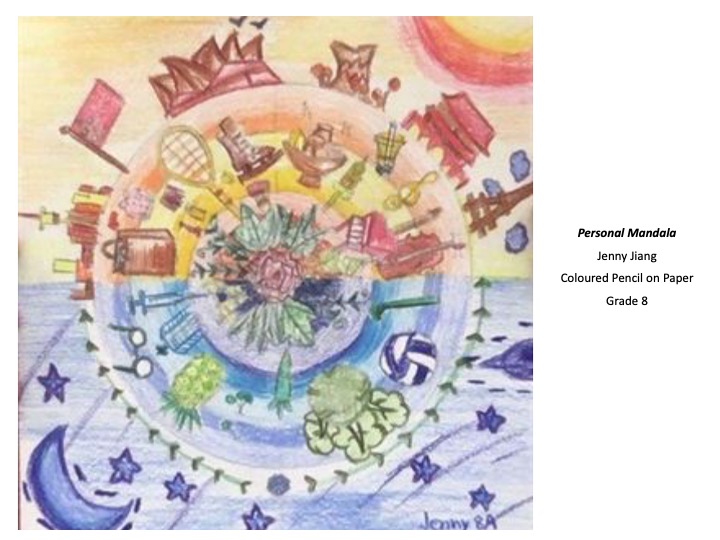 Personal Mandala
Jenny Jiang
Coloured Pencil on Paper
Grade 8
Jenny 8A